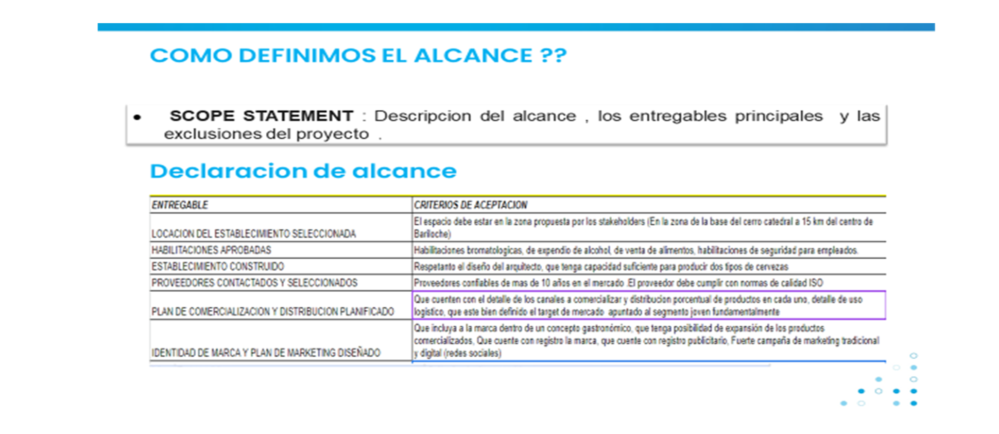 COMO DEFINIMOS EL ALCANCE ??
• SCOPE STATEMENT : Descripcion del alcance , los entregables principales y las
exclusiones del proyecto .
Declaracion de alcance
ENTREGABLE
CRITERIOS DE ACEPTACION
LOCACION DEL ESTABLECIMIENTO SELECCIONADA
El espacio debe estar en la zona propuesta por los stakeholders (En la zona de la base del cerro catedral a 15 km del centro de
Bariloche)
HABILITACIONES APROBADAS
Habilitaciones bromatologicas, de expendio de alcohol, de venta de alimentos, habilitaciones de seguridad para empleados.
ESTABLECIMIENTO CONSTRUIDO
Respetanto el diseño del arquitecto, que tenga capacidad suficiente para producir dos tipos de cervezas
PROVEEDORES CONTACTADOS Y SELECCIONADOS
Proveedores confiables de mas de 10 años en el mercado .El proveedor debe cumplir con normas de calidad ISO
PLAN DE COMERCIALIZACION Y DISTRIBUCION PLANIFICADO
Que cuenten con el detalle de los canales a comercializar y distribucion porcentual de productos en cada uno, detalle de uso
logistico, que este bien definido el target de mercado apuntado al segmento joven fundamentalmente
IDENTIDAD DE MARCA Y PLAN DE MARKETING DISEÑADO
Que incluya a la marca dentro de un concepto gastronómico, que tenga posibilidad de expansión de los productos
comercializados, Que cuente con registro la marca, que cuente con registro publicitario, Fuerte campaña de marketing tradicional
y digital (redes sociales)